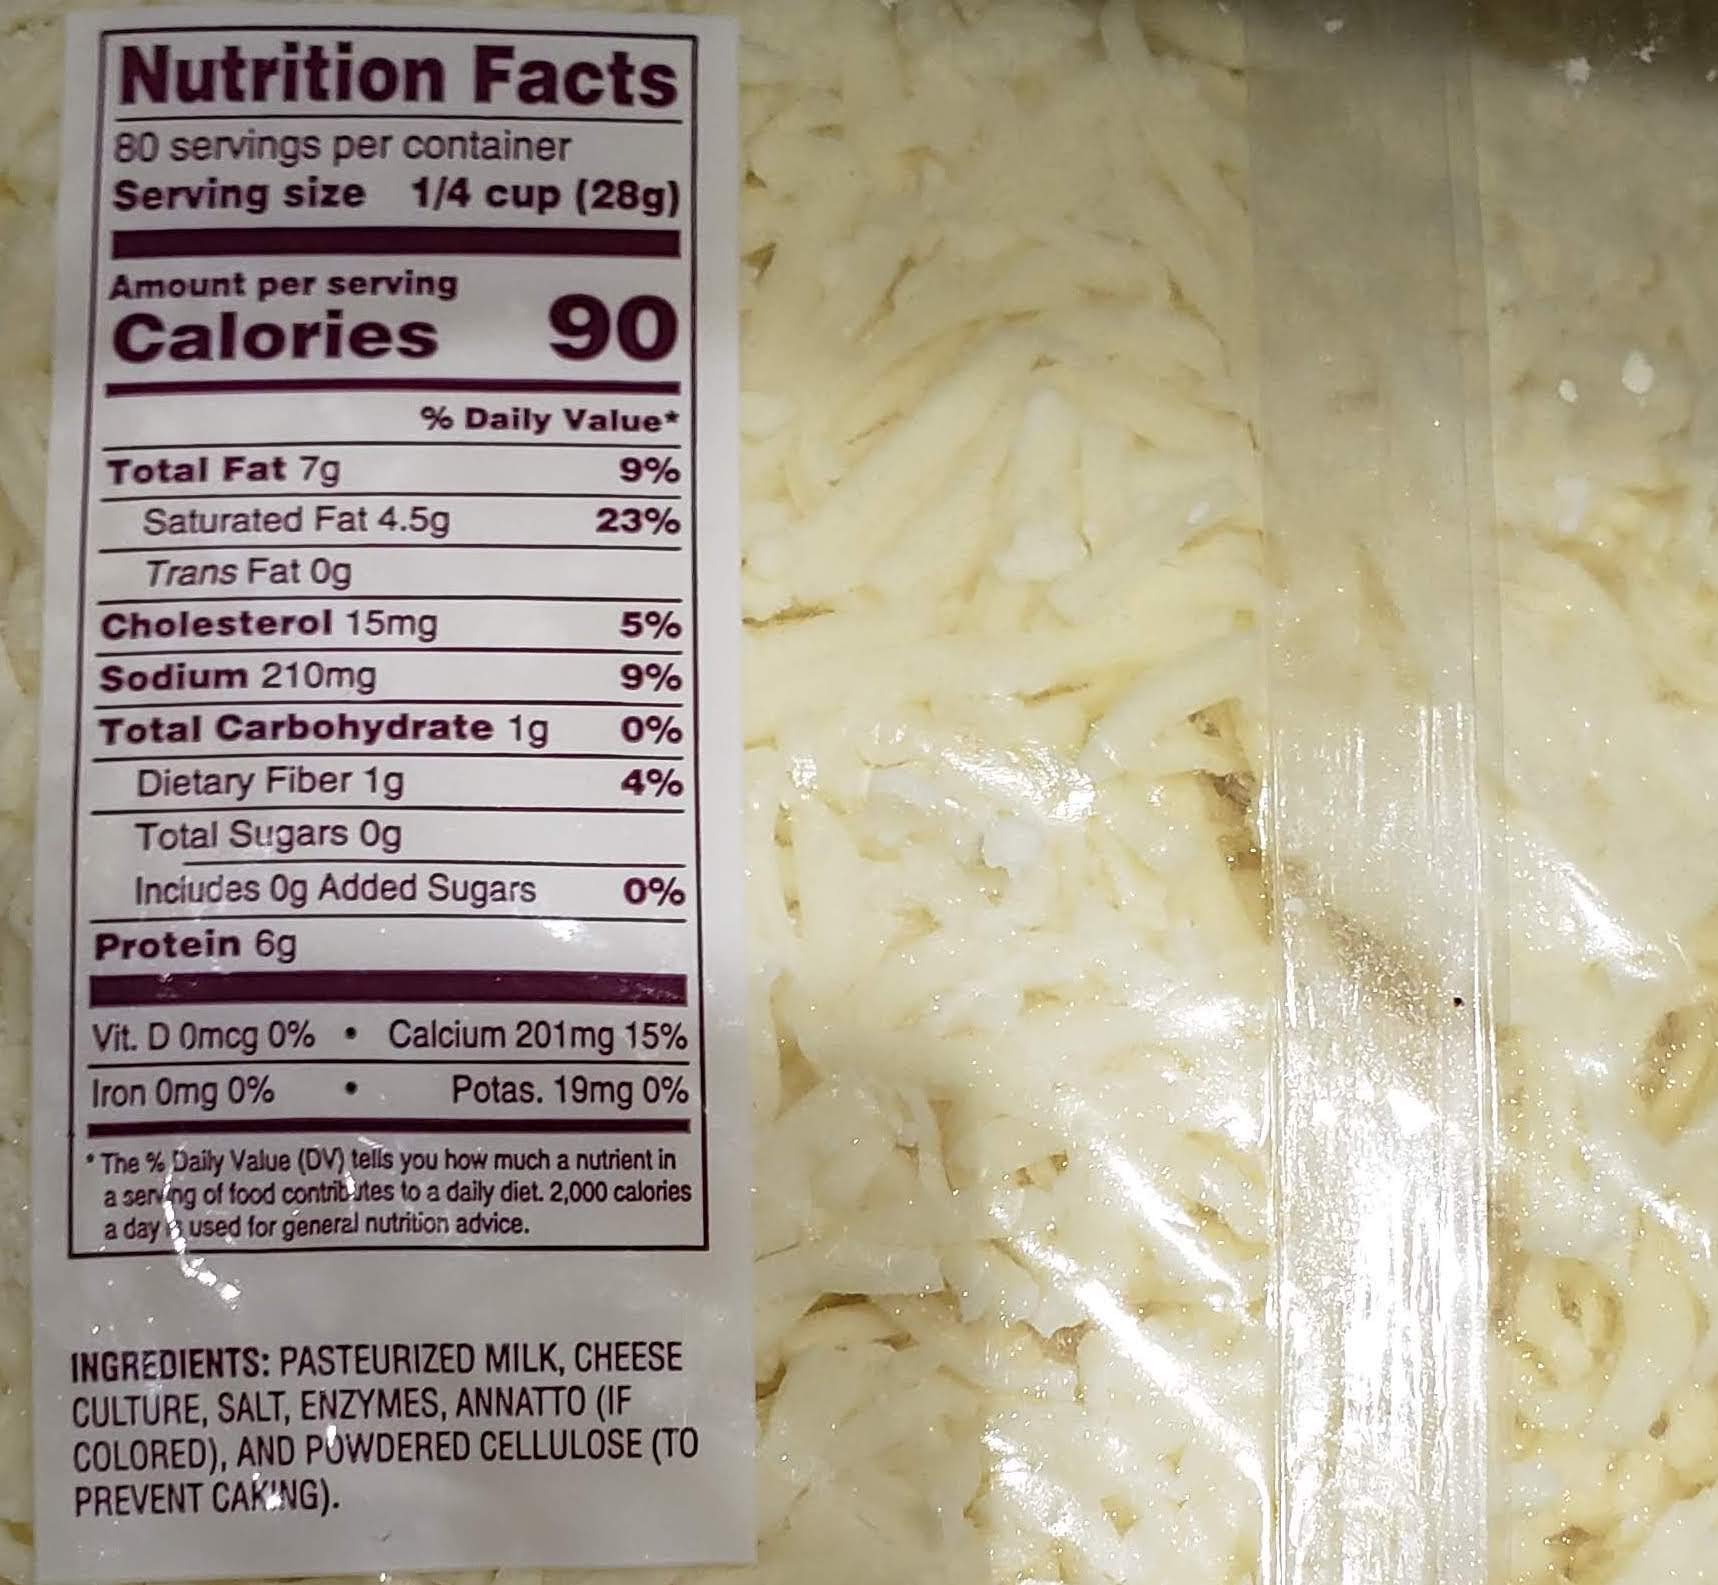 Nutrition Facts
80 servings per container
Serving size 1/4 cup (28g)
Amount per serving
Calories 90
% Daily Value*
Total Fat 7g 9%
Saturated Fat 4.5g 23%
Trans Fat 0g
Cholesterol 15mg 5%
Sodium 210mg 9%
Total Carbohydrate 1g 0%
Dietary Fiber 1g 4%
Total Sugars 0g
Includes 0g Added Sugars 0%
Protein 6g
Vit. D 0mcg 0% • Calcium 201mg 15%
Iron 0mg 0% • Potas. 19mg 0%
* The % Daily Value (DV) tells you how much a nutrient in
a serving of food contributes to a daily diet. 2,000 calories
a day is used for general nutrition advice.
INGREDIENTS: PASTEURIZED MILK, CHEESE
CULTURE, SALT, ENZYMES, ANNATTO (IF
COLORED), AND POWDERED CELLULOSE (TO
PREVENT CAKING).